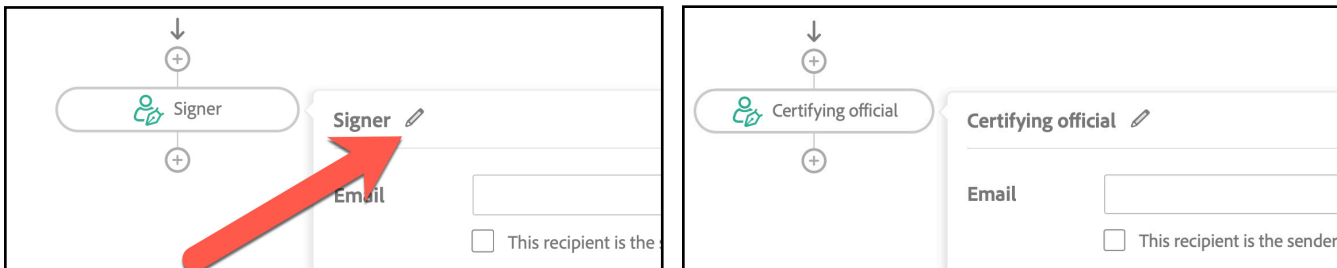 Signer
Signer
Email
This recipient is the
Certifying official
Certifying official
Email
This recipient is the sender